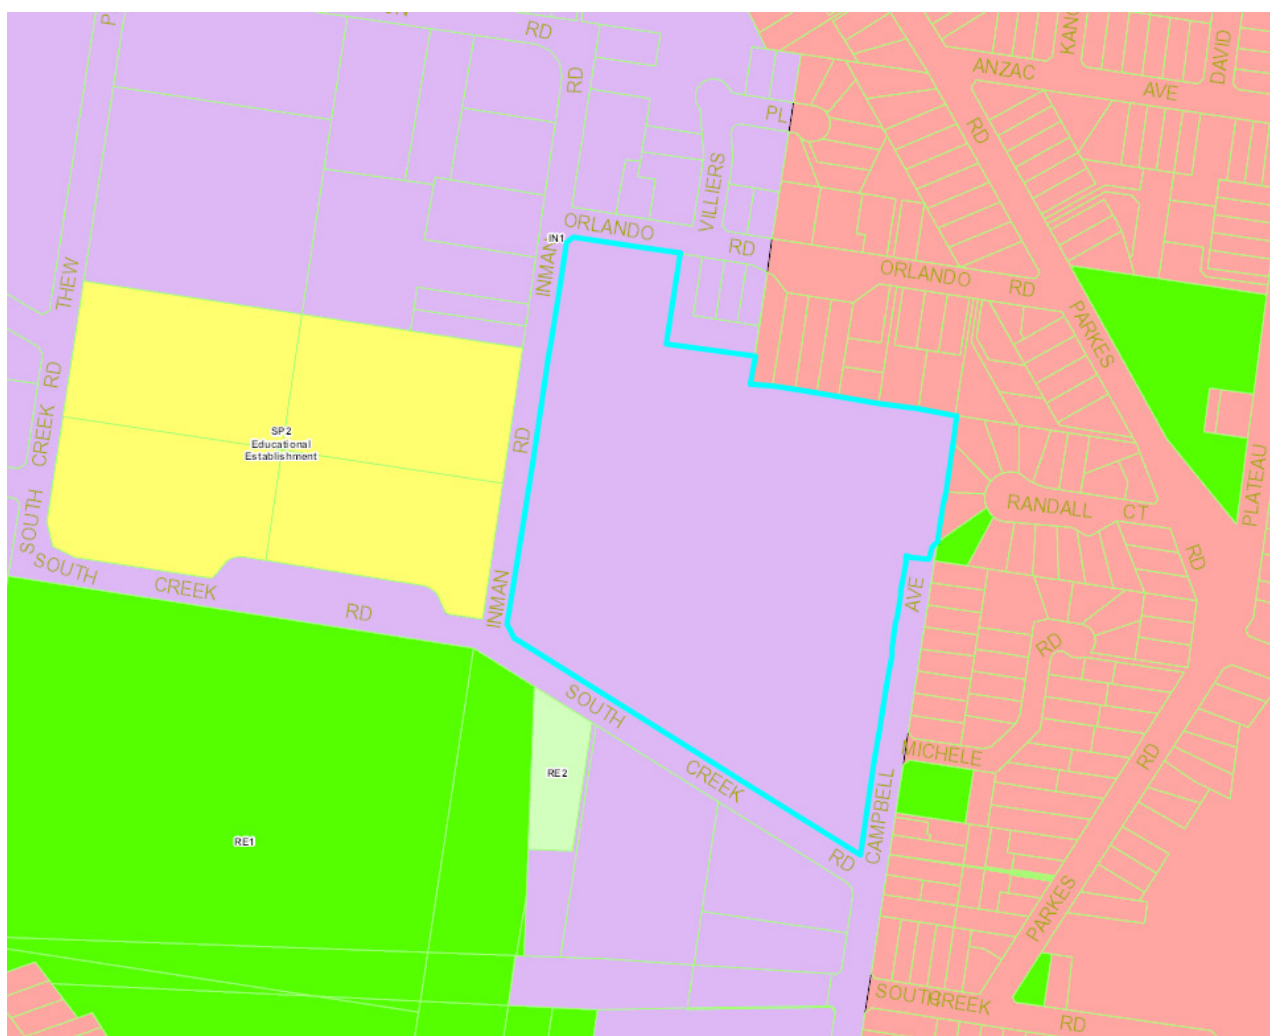 RD
RD
PL
VILLIERS
ORLANDO
RD
IN1
INMAN
THEW
RD
CREEK
SOUTH
SOUTH
CREEK
RD
SP2
Educational
Establishment
RD
INMAN
SOUTH
CREEK
RD
CAMPBELL
AVE
RE2
RE1
ANZAC
AVE
DAVID
RD
ORLANDO
RD
PARKES
PLATEAU
RANDALL
CT
RD
RD
MICHELE
RD
PARKES
SOUTH
CREEK
RD